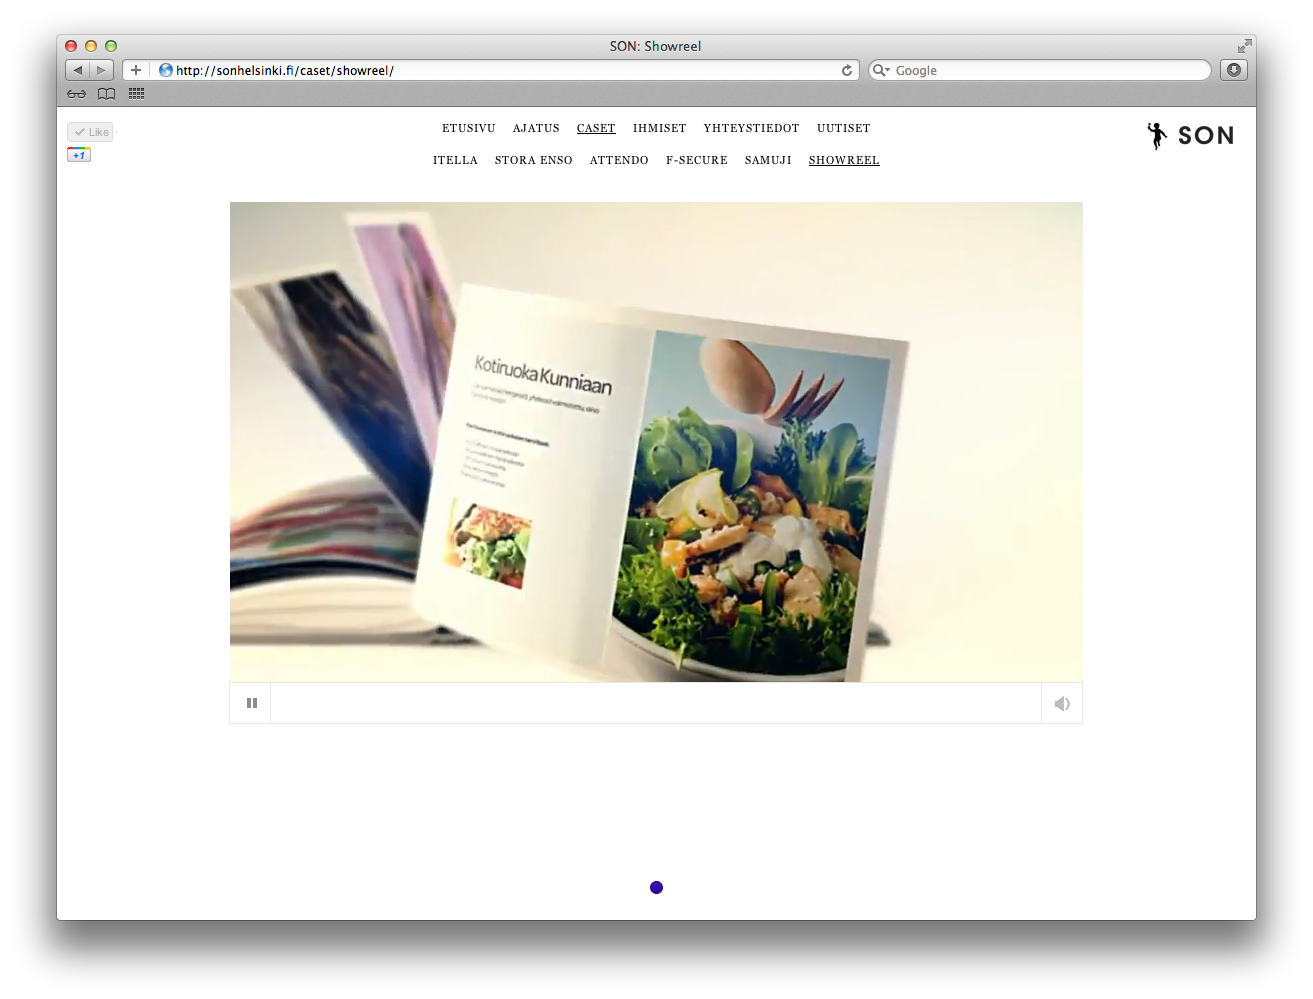 SON: Showreel
http://sonhelsinki.fi/caset/showreel/
Google
Like
+1
ETUSIVU AJATUS CASET IHMISET YHTEYSTIEDOT UUTISET
SON
ITELLA STORA ENSO ATTENDO F-SECURE SAMUJI SHOWREEL
Kotiruoka Kunniaan